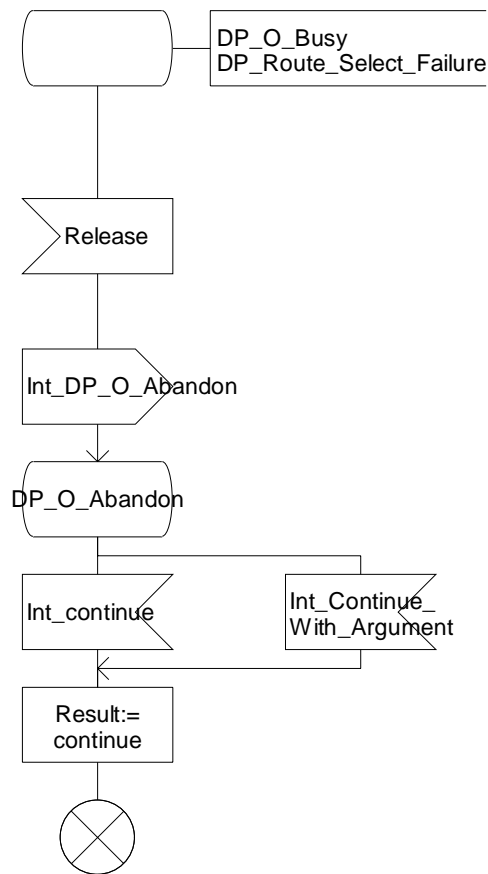 DP_O_Busy
DP_Route_Select_Failure
Release
Int_DP_O_Abandon
DP_O_Abandon
Int_continue
Int_Continue_
With_Argument
Result:=
continue